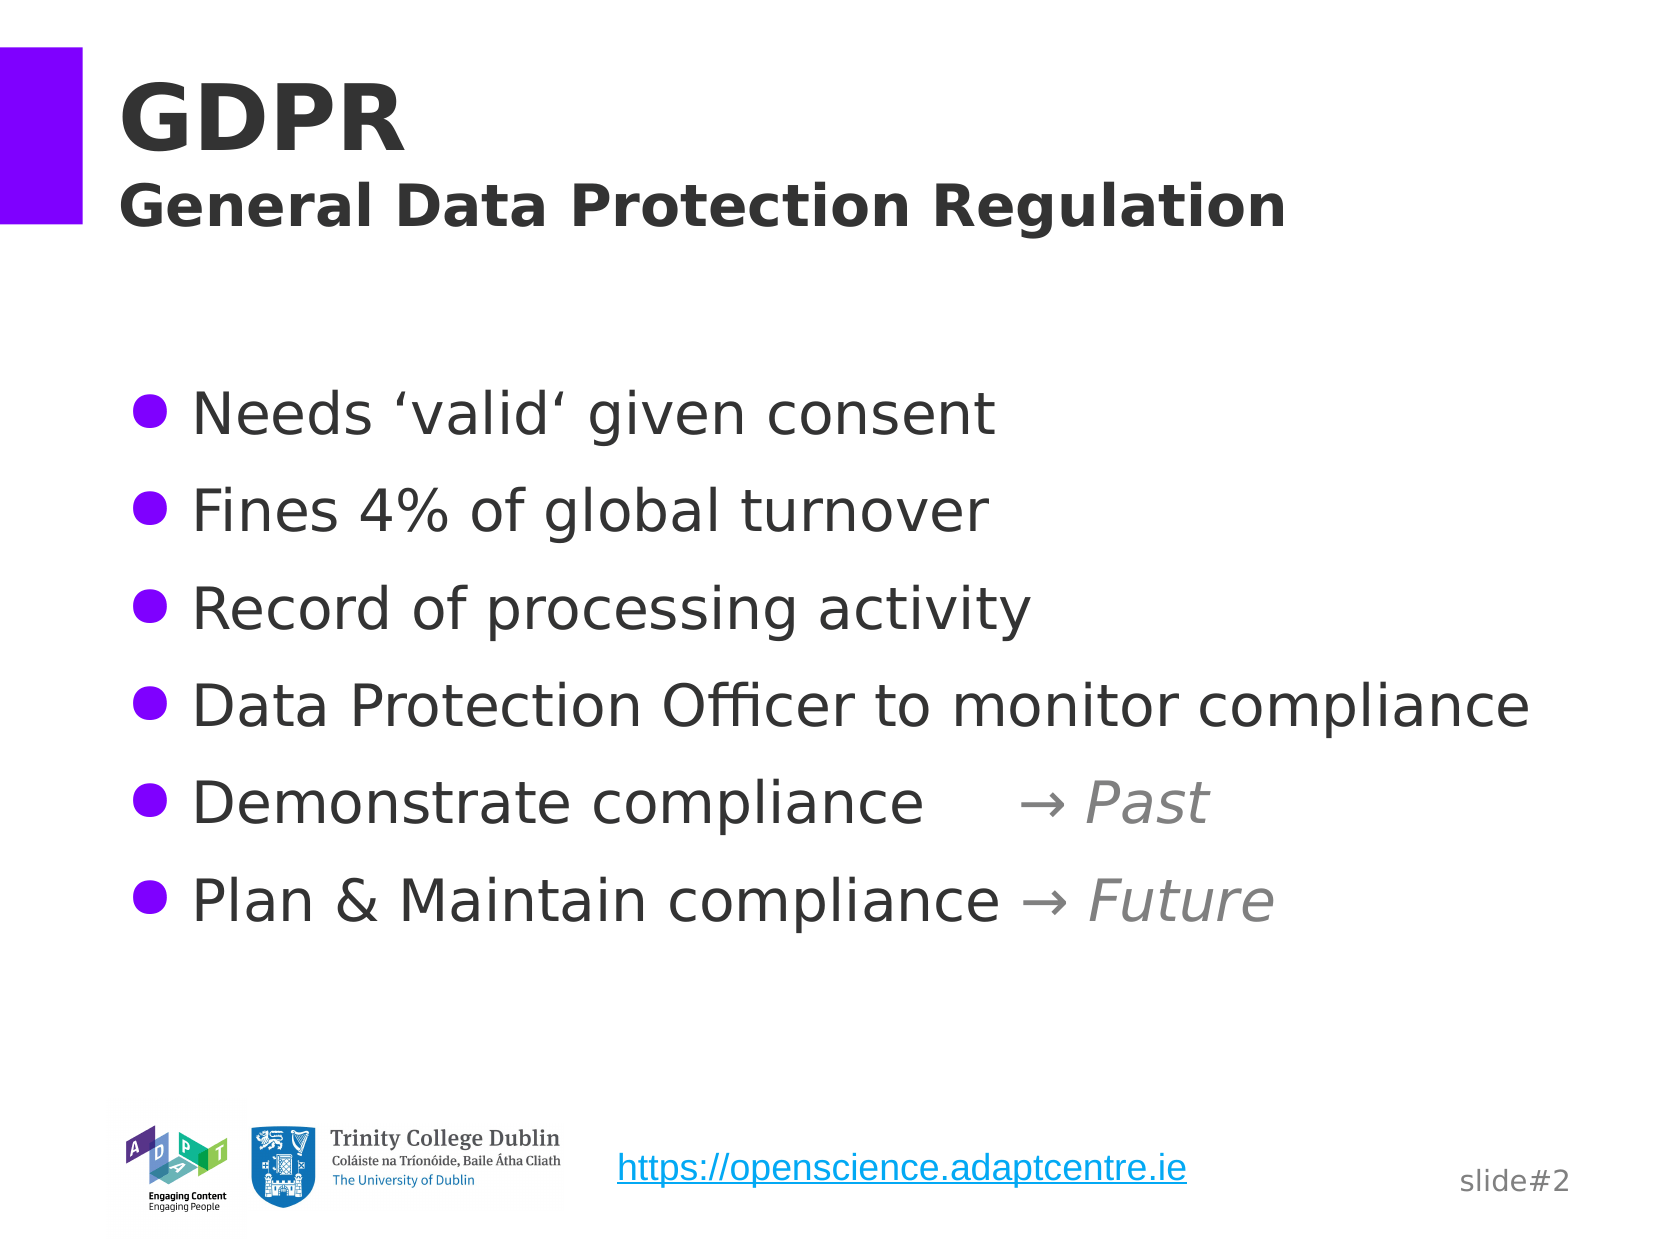 GDPR
General Data Protection Regulation
● Needs ‘valid‘ given consent
● Fines 4% of global turnover
● Record of processing activity
● Data Protection Officer to monitor compliance
● Demonstrate compliance → Past
● Plan & Maintain compliance → Future
ADAPT
Engaging Content
Engaging People
Trinity College Dublin
Coláiste na Tríonóide, Baile Átha Cliath
The University of Dublin
https://openscience.adaptcentre.ie
slide#2